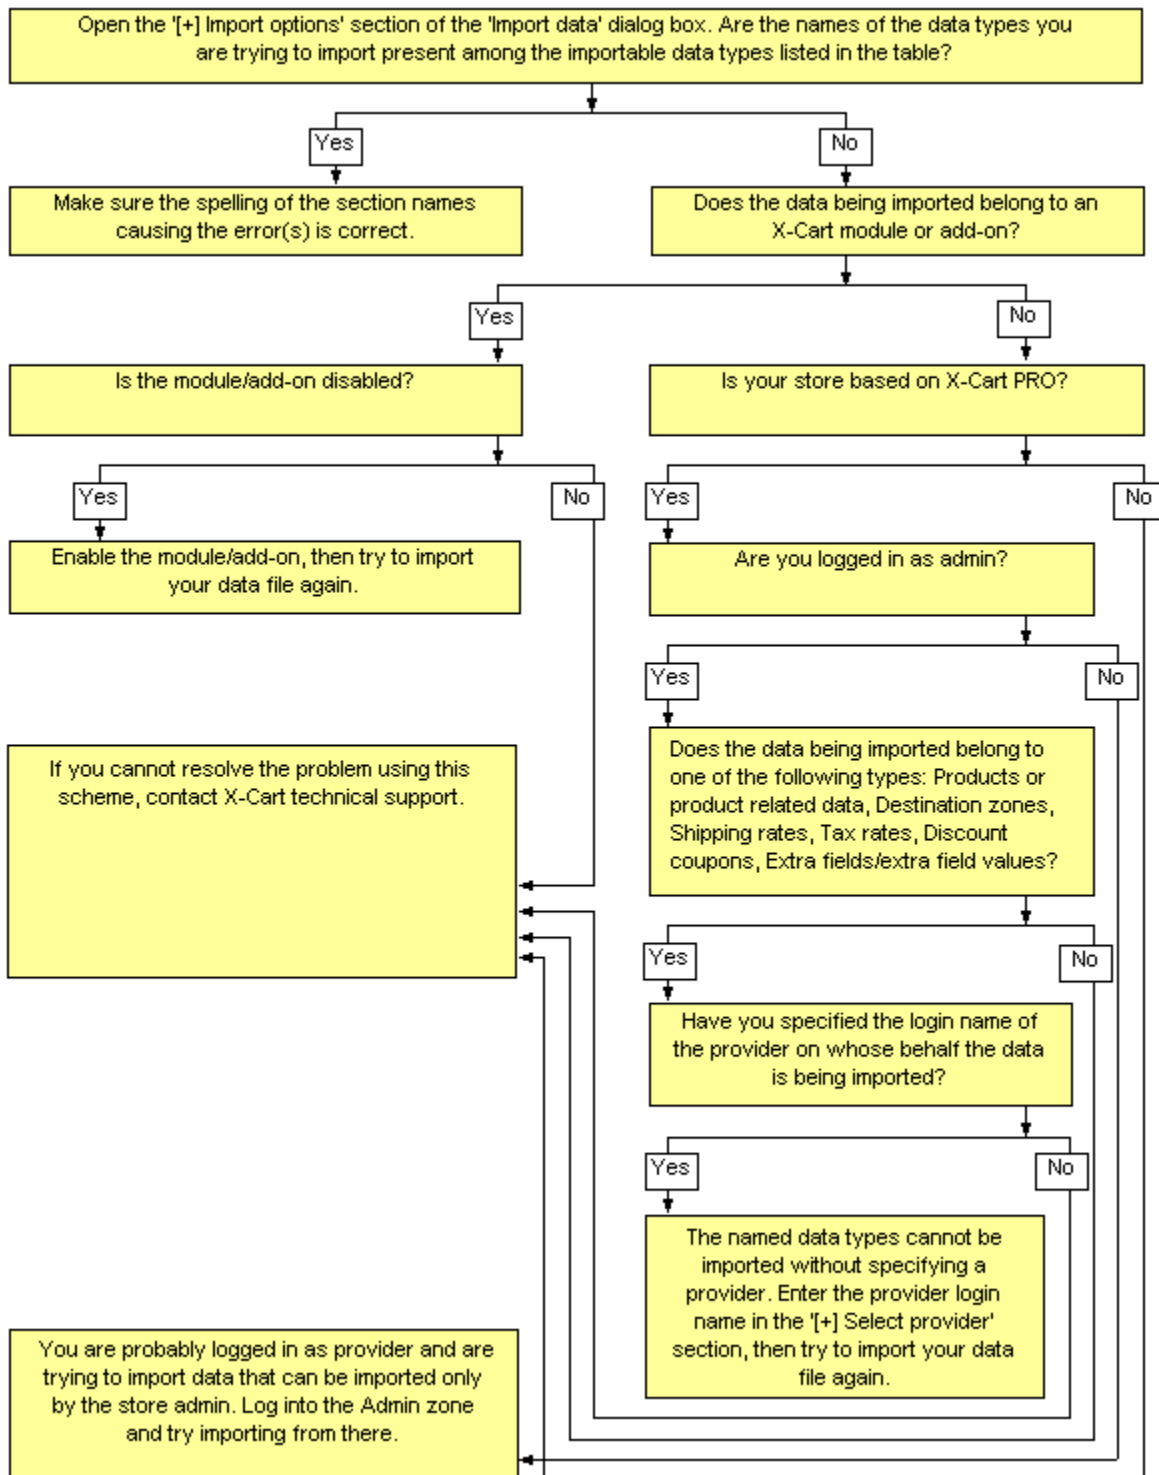 Open the '[+] Import options' section of the 'Import data' dialog box. Are the names of the data types you
are trying to import present among the importable data types listed in the table?
Yes
No
Make sure the spelling of the section names
causing the error(s) is correct.
Does the data being imported belong to an
X-Cart module or add-on?
Yes
No
Is the module/add-on disabled?
Is your store based on X-Cart PRO?
Yes
No
Yes
No
Enable the module/add-on, then try to import
your data file again.
Are you logged in as admin?
Yes
No
If you cannot resolve the problem using this
scheme, contact X-Cart technical support.
Does the data being imported belong to
one of the following types: Products or
product related data, Destination zones,
Shipping rates, Tax rates, Discount
coupons, Extra fields/extra field values?
Yes
No
Have you specified the login name of
the provider on whose behalf the data
is being imported?
Yes
No
The named data types cannot be
imported without specifying a
provider. Enter the provider login
name in the '[+] Select provider'
section, then try to import your data
file again.
You are probably logged in as provider and are
trying to import data that can be imported only
by the store admin. Log into the Admin zone
and try importing from there.